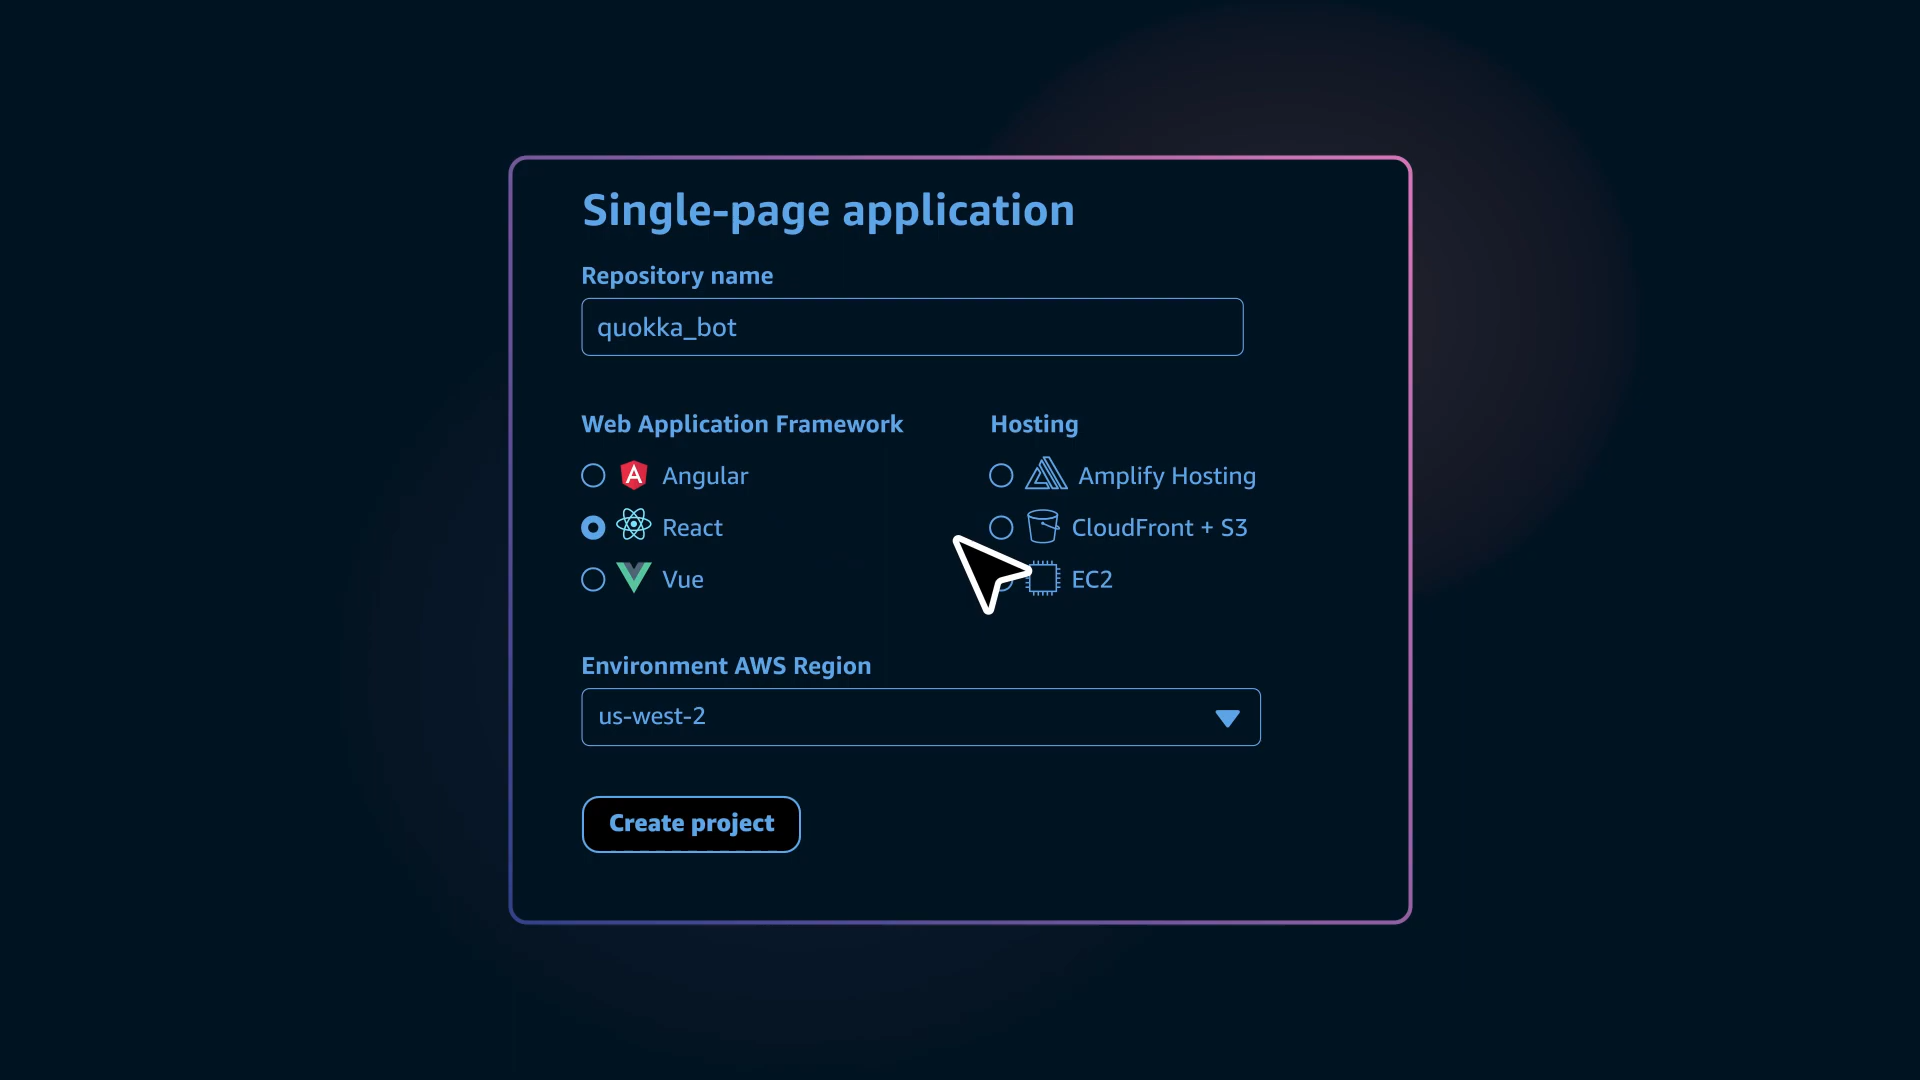 Single-page application
Repository name
quokka_bot
Web Application Framework
Angular
React
Vue
Hosting
Amplify Hosting
CloudFront + S3
EC2
Environment AWS Region
us-west-2
Create project